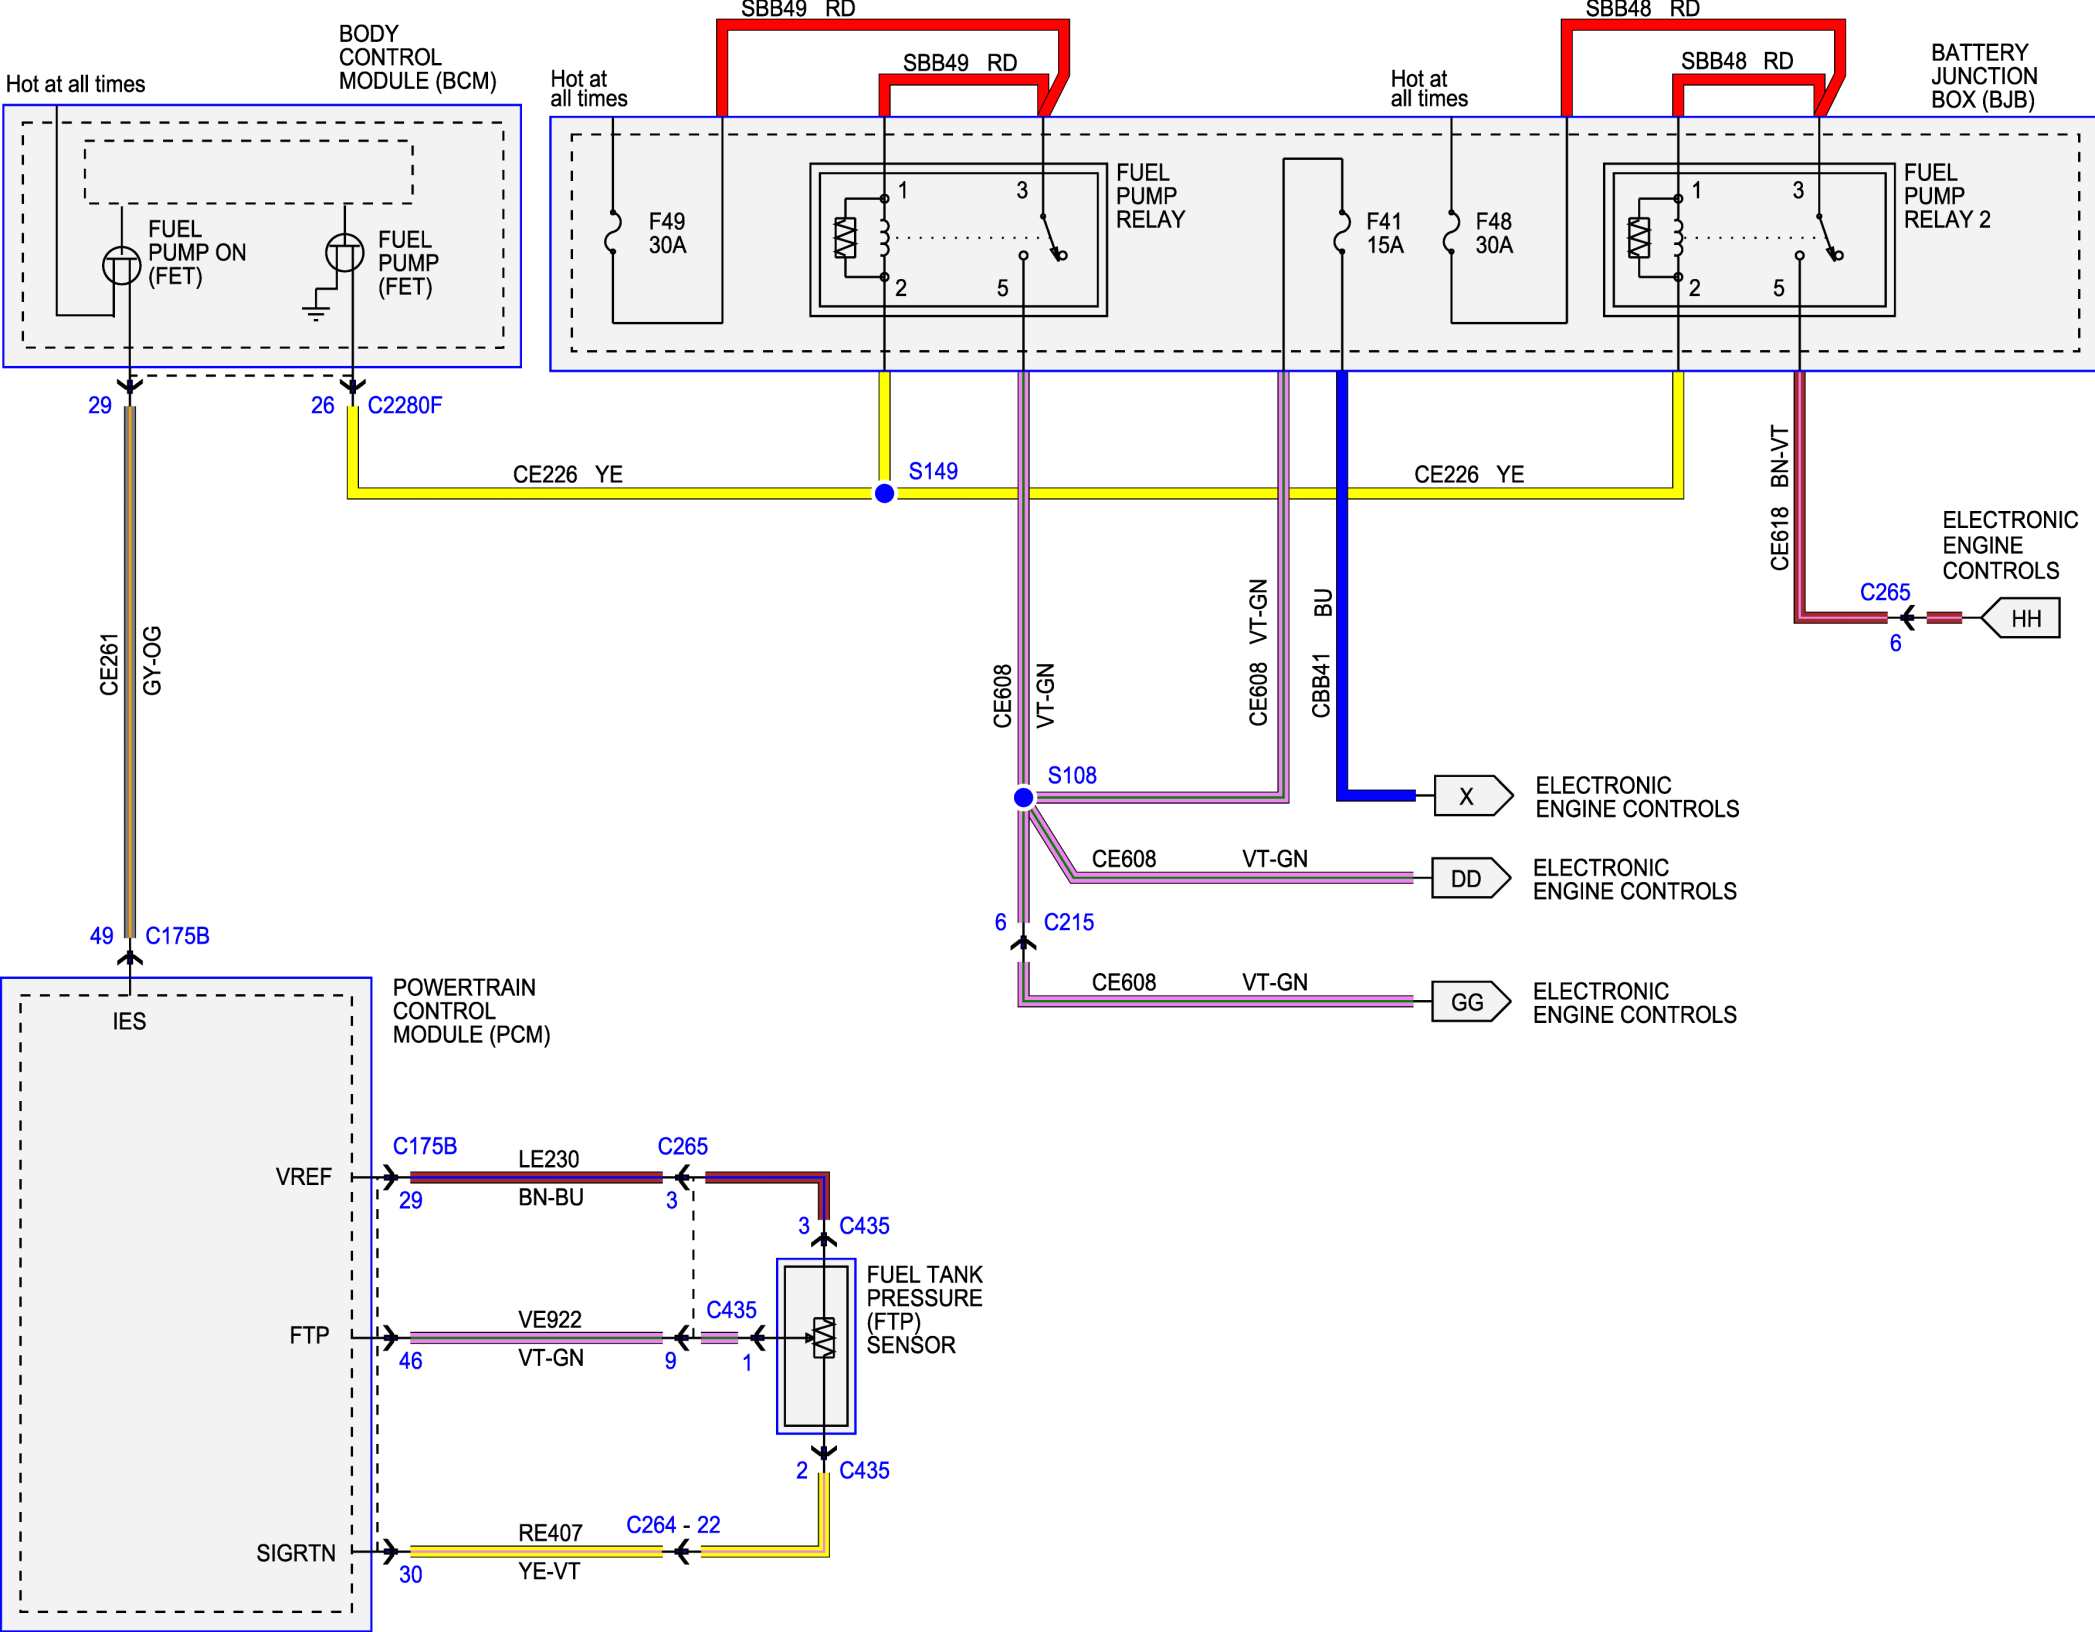 SBB49 RD
SBB48 RD
BODY
CONTROL
MODULE (BCM)
Hot at all times
SBB49 RD
SBB48 RD
BATTERY
JUNCTION
BOX (BJB)
Hot at
all times
Hot at
all times
FUEL
PUMP ON
(FET)
FUEL
PUMP
(FET)
F49
30A
1
3
2
5
FUEL
PUMP
RELAY
F41
15A
F48
30A
1
3
2
5
FUEL
PUMP
RELAY 2
29
26
C2280F
CE226 YE
S149
CE226 YE
CE618 BN-VT
C265
6
ELECTRONIC
ENGINE
CONTROLS
HH
CE261
GY-OG
CE608
VT-GN
CE608 VT-GN
CBB41 BU
S108
X
ELECTRONIC
ENGINE CONTROLS
CE608
VT-GN
DD
ELECTRONIC
ENGINE CONTROLS
6
C215
CE608
VT-GN
GG
ELECTRONIC
ENGINE CONTROLS
49
C175B
POWERTRAIN
CONTROL
MODULE (PCM)
IES
VREF
C175B
29
LE230
BN-BU
C265
3
3
C435
FUEL TANK
PRESSURE
(FTP)
SENSOR
FTP
46
VE922
VT-GN
9
C435
1
2
C435
SIGRTN
30
RE407
YE-VT
C264 - 22